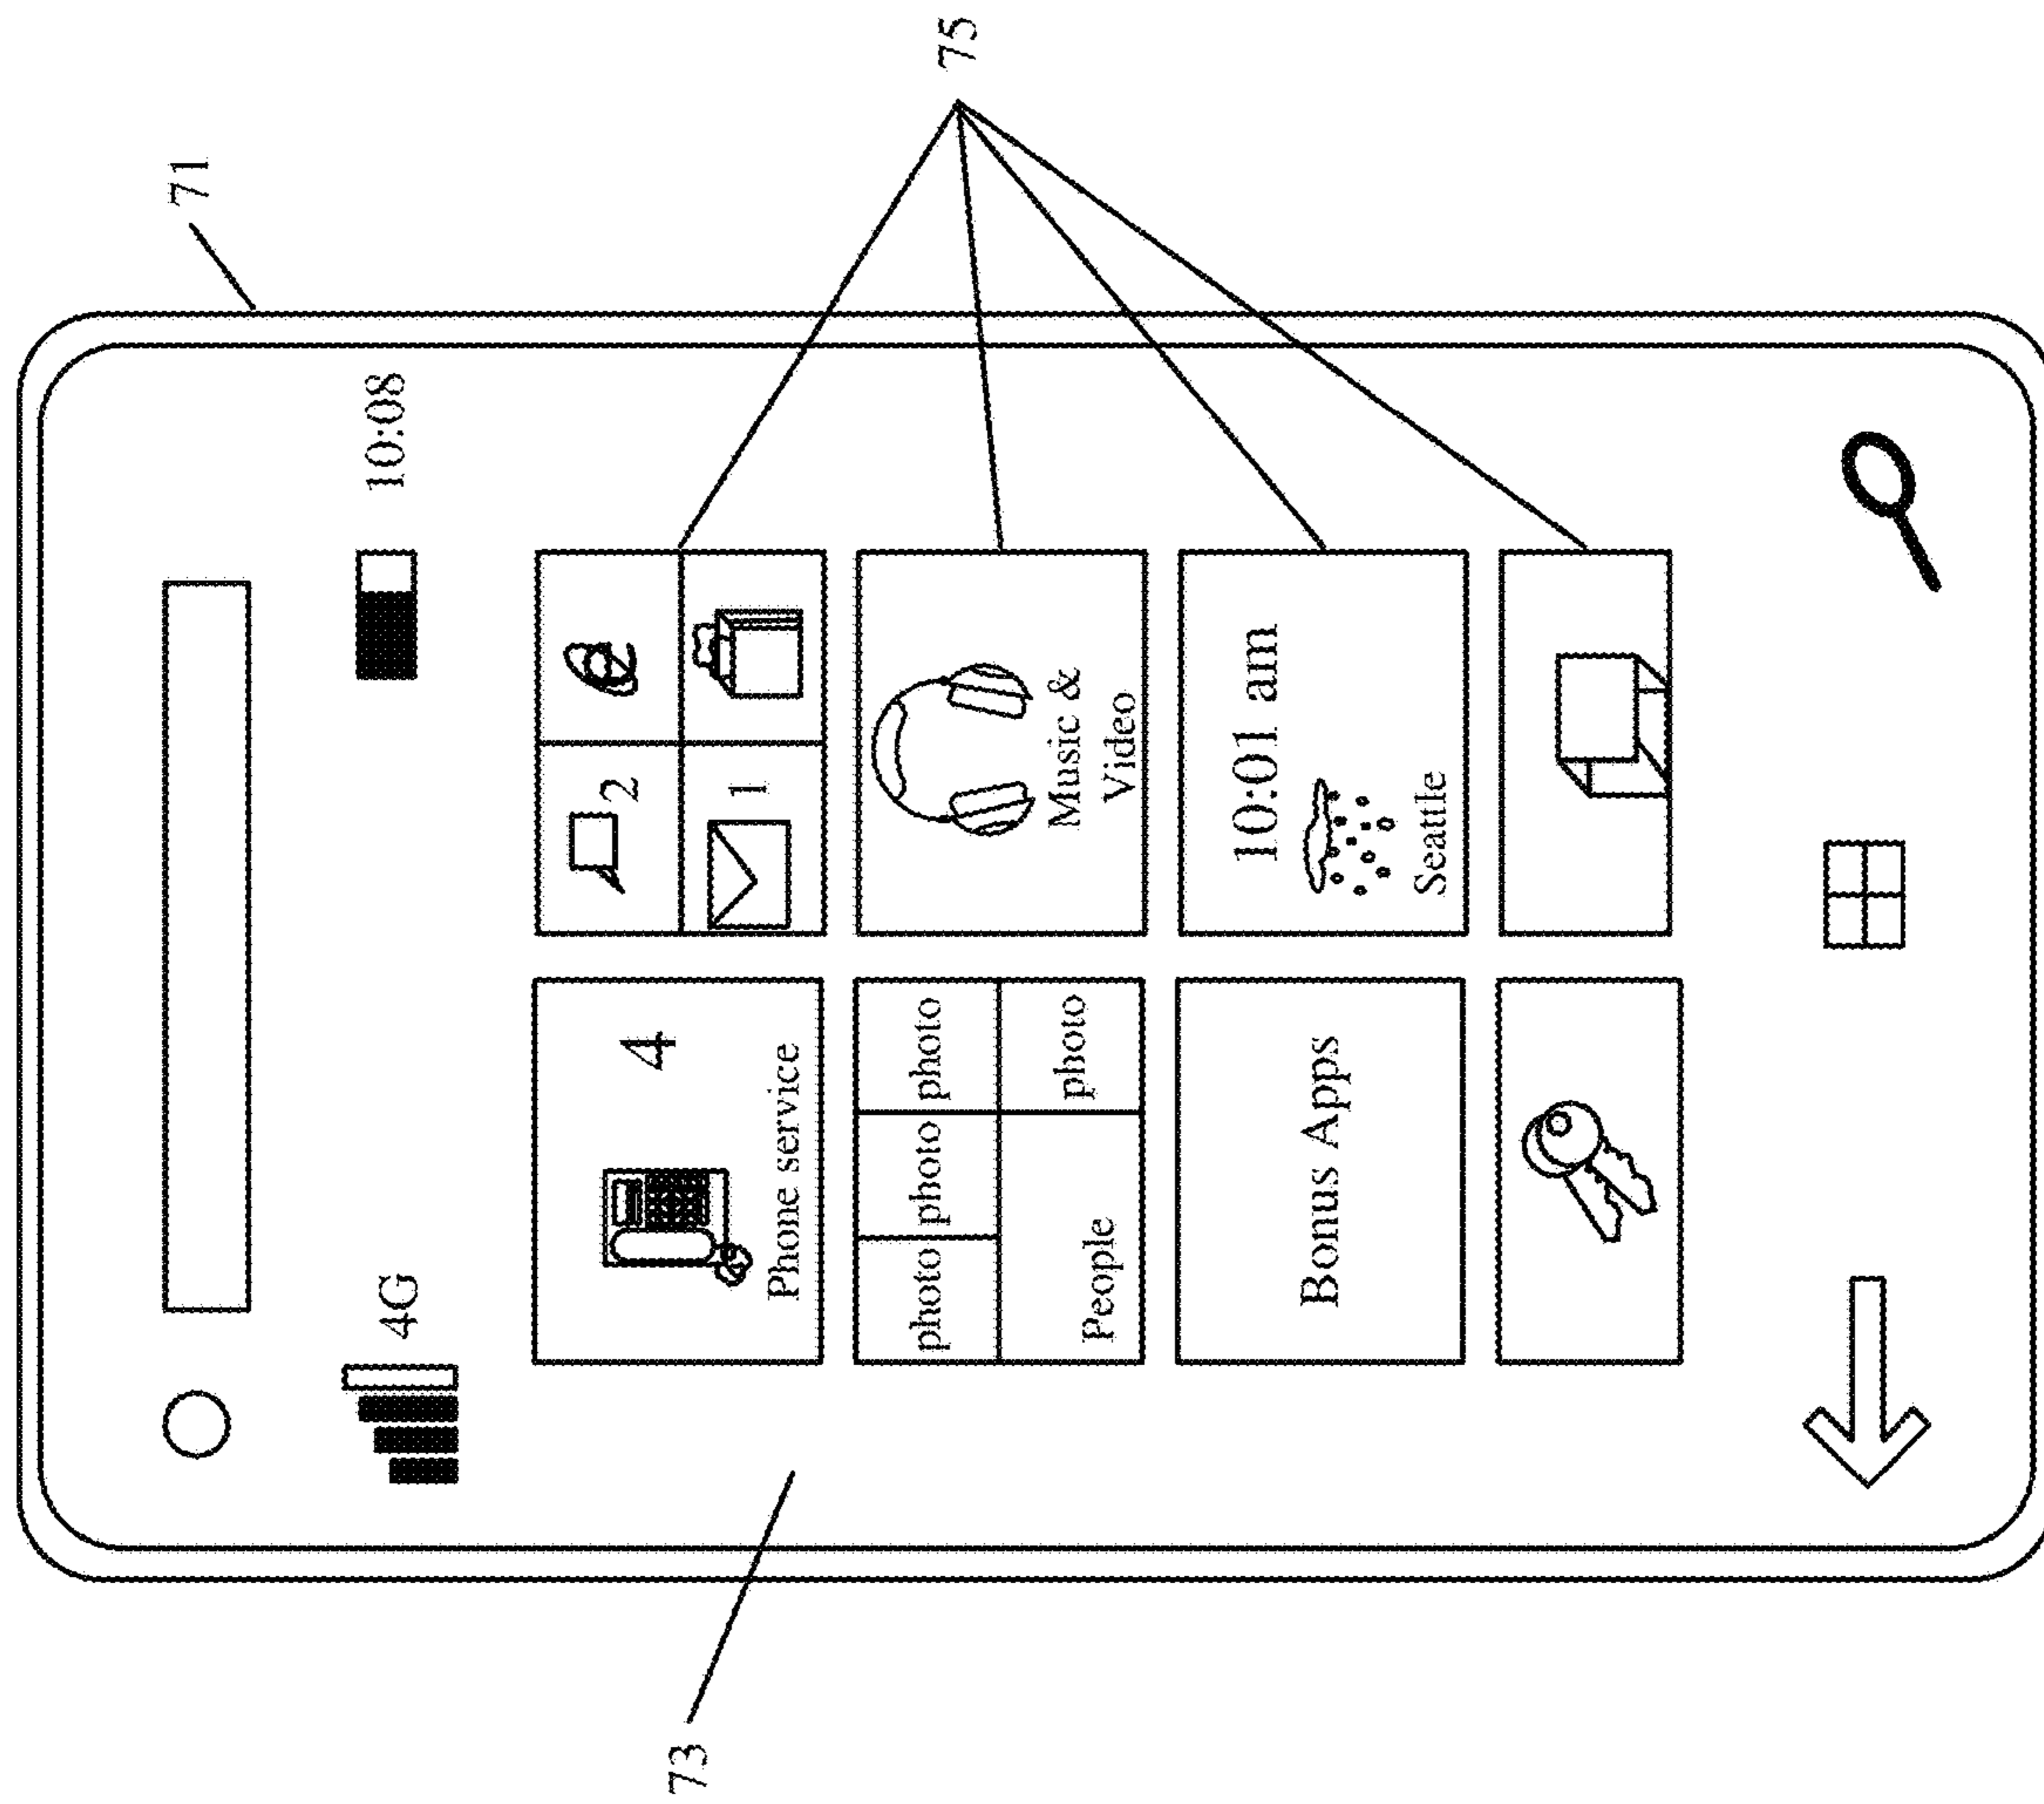 71
4G
10:08
4
Phone service
2
1
75
photo
photo
photo
photo
People
Music &
Video
73
Bonus Apps
10:01 am
Seattle